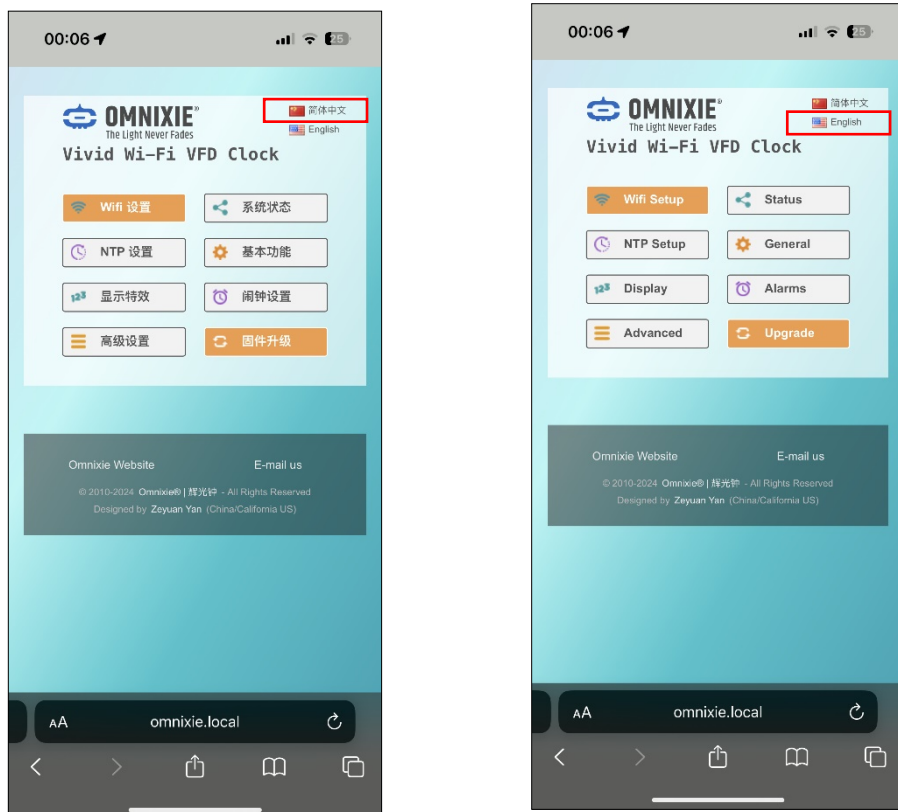 00:06
25
OMNIXIE®
The Light Never Fades
简体中文
English
Vivid Wi-Fi VFD Clock
Wifi 设置
系统状态
NTP 设置
基本功能
123 显示特效
闹钟设置
高级设置
固件升级
Omnixie Website
E-mail us
© 2010-2024 Omnixie® | 辉光钟 - All Rights Reserved
Designed by Zeyuan Yan (China/California US)
AA
omnixie.local
00:06
25
OMNIXIE®
The Light Never Fades
简体中文
English
Vivid Wi-Fi VFD Clock
Wifi Setup
Status
NTP Setup
General
123 Display
Alarms
Advanced
Upgrade
Omnixie Website
E-mail us
© 2010-2024 Omnixie® | 辉光钟 - All Rights Reserved
Designed by Zeyuan Yan (China/California US)
AA
omnixie.local